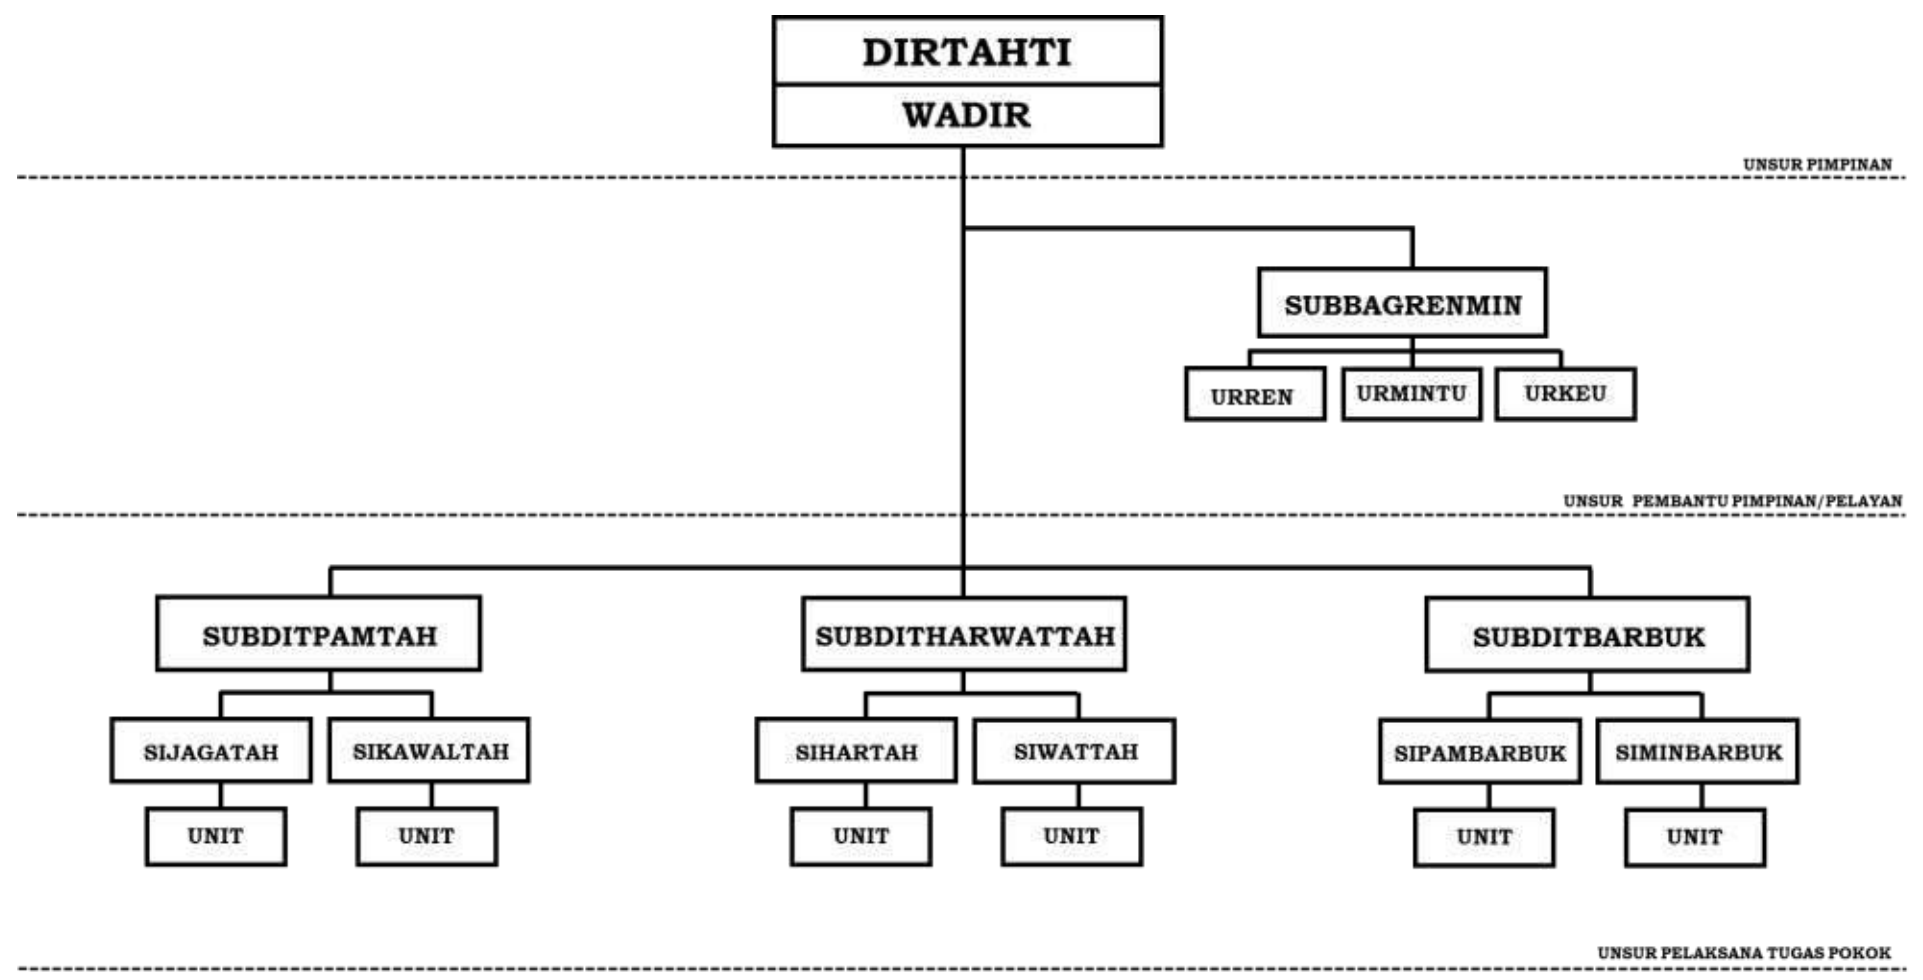 DIRTAHTI
WADIR
UNSUR PIMPINAN
SUBBAGRENMIN
URREN
URMINTU
URKEU
UNSUR PEMBANTU PIMPINAN/PELAYAN
SUBDITPAMTAH
SUBDITHARWATTAH
SUBDITBARBUK
SIJAGATAH
SIKAWALTAH
SIHARTAH
SIWATTAH
SIPAMBARBUK
SIMINBARBUK
UNIT
UNIT
UNIT
UNIT
UNIT
UNIT
UNSUR PELAKSANA TUGAS POKOK